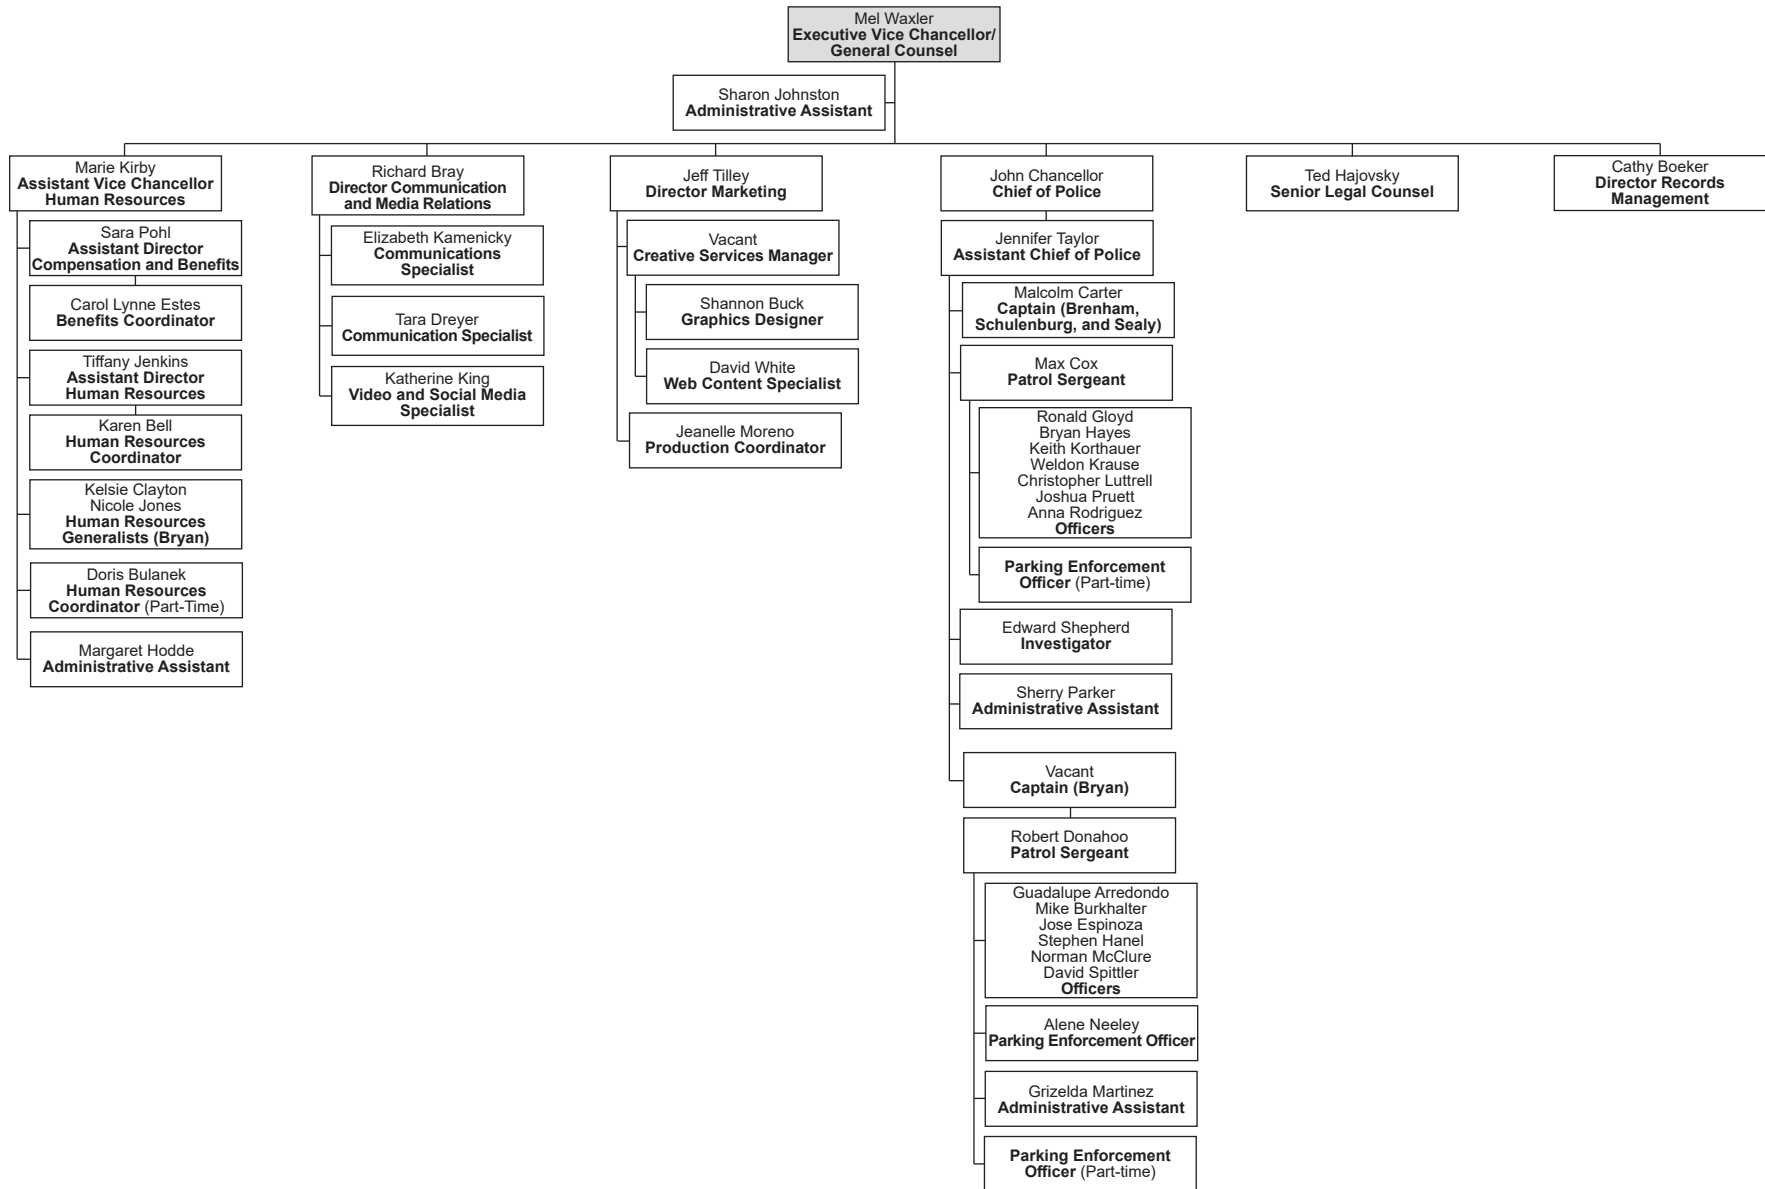 Mel Waxler
Executive Vice Chancellor/
General Counsel
Sharon Johnston
Administrative Assistant
Marie Kirby
Assistant Vice Chancellor
Human Resources
Sara Pohl
Assistant Director
Compensation and Benefits
Carol Lynne Estes
Benefits Coordinator
Tiffany Jenkins
Assistant Director
Human Resources
Karen Bell
Human Resources
Coordinator
Kelsie Clayton
Nicole Jones
Human Resources
Generalists (Bryan)
Doris Bulanek
Human Resources
Coordinator (Part-Time)
Margaret Hodde
Administrative Assistant
Richard Bray
Director Communication
and Media Relations
Elizabeth Kamenicky
Communications
Specialist
Tara Dreyer
Communication Specialist
Katherine King
Video and Social Media
Specialist
Jeff Tilley
Director Marketing
Vacant
Creative Services Manager
Shannon Buck
Graphics Designer
David White
Web Content Specialist
Jeanelle Moreno
Production Coordinator
John Chancellor
Chief of Police
Jennifer Taylor
Assistant Chief of Police
Malcolm Carter
Captain (Brenham,
Schulenburg, and Sealy)
Max Cox
Patrol Sergeant
Ronald Gloyd
Bryan Hayes
Keith Korthauer
Weldon Krause
Christopher Luttrell
Joshua Pruett
Anna Rodriguez
Officers
Parking Enforcement
Officer (Part-time)
Edward Shepherd
Investigator
Sherry Parker
Administrative Assistant
Vacant
Captain (Bryan)
Robert Donahoo
Patrol Sergeant
Guadalupe Arredondo
Mike Burkhalter
Jose Espinoza
Stephen Hanel
Norman McClure
David Spittler
Officers
Alene Neeley
Parking Enforcement Officer
Grizelda Martinez
Administrative Assistant
Parking Enforcement
Officer (Part-time)
Ted Hajovsky
Senior Legal Counsel
Cathy Boeker
Director Records
Management